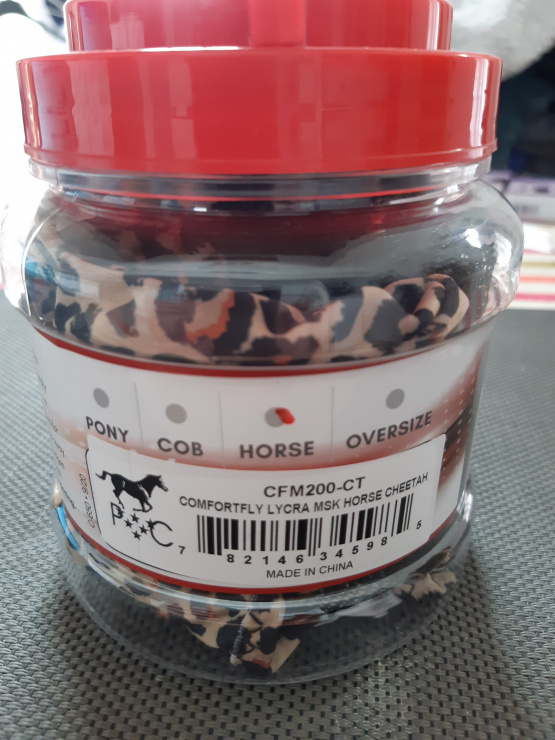 PONY
COB
HORSE
OVERSIZE
CFM200-CT
COMFORTFLY LYCRA MSK HORSE CHEETAH
P C
7 82146 34598 5
MADE IN CHINA